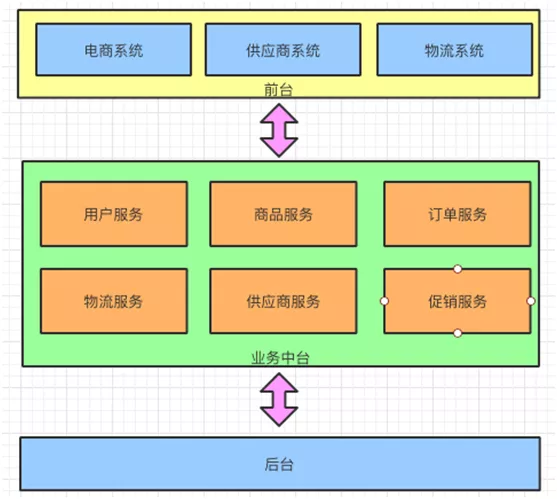 电商系统 供应商系统 物流系统
前台
用户服务 商品服务 订单服务
物流服务 供应商服务 促销服务
业务中台
后台